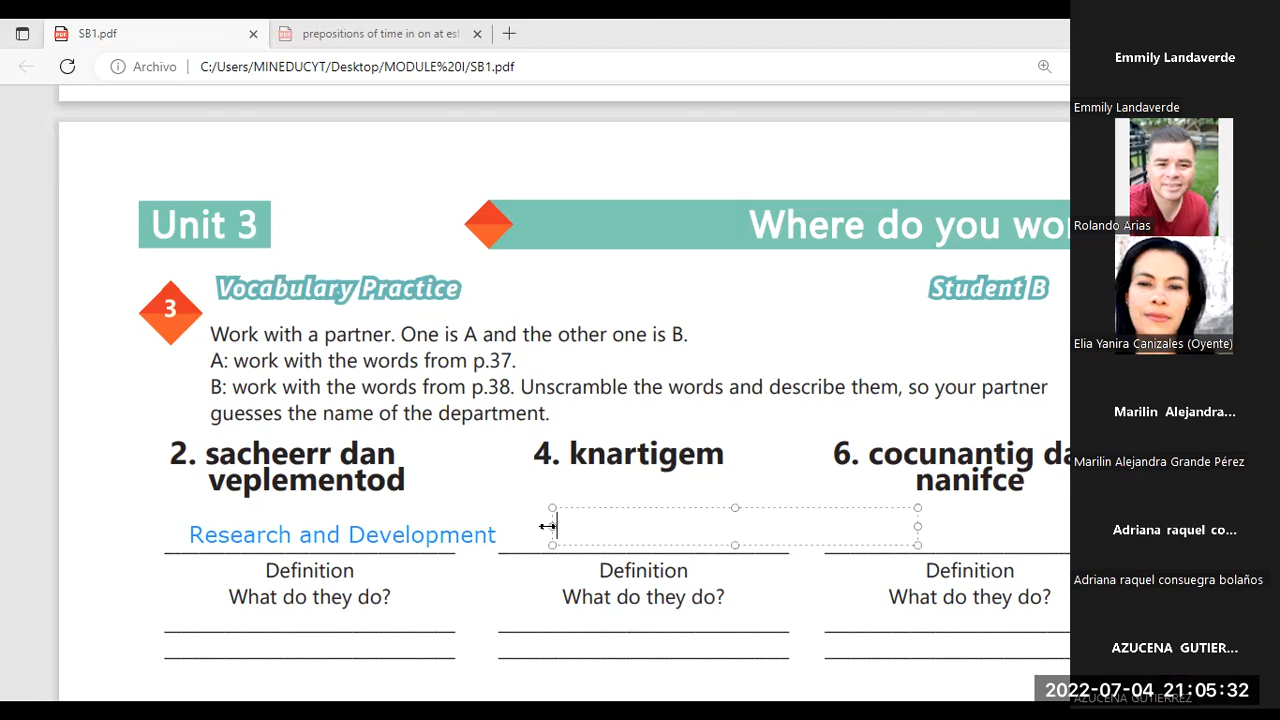 SB1.pdf
prepositions of time in on at esl
Archivo
C:/Users/MINEDUCYT/Desktop/MODULE%20I/SB1.pdf
Unit 3
Where do you wo
3
Vocabulary Practice
Student B
Work with a partner. One is A and the other one is B.
A: work with the words from p.37.
B: work with the words from p.38. Unscramble the words and describe them, so your partner
guesses the name of the department.
2. sacheerr dan
veplementod
4. knartigem
6. cocunantig da
nanifce
Research and Development
Definition
What do they do?
Definition
What do they do?
Definition
What do they do?
Emmily Landaverde
Emmily Landaverde
Rolando Arias
Elia Yanira Canizales (Oyente)
Marilin Alejandra...
Marilin Alejandra Grande Pérez
Adriana raquel co...
Adriana raquel consuegra bolaños
AZUCENA GUTIER...
AZUCENA GUTIERREZ
2022-07-04 21:05:32